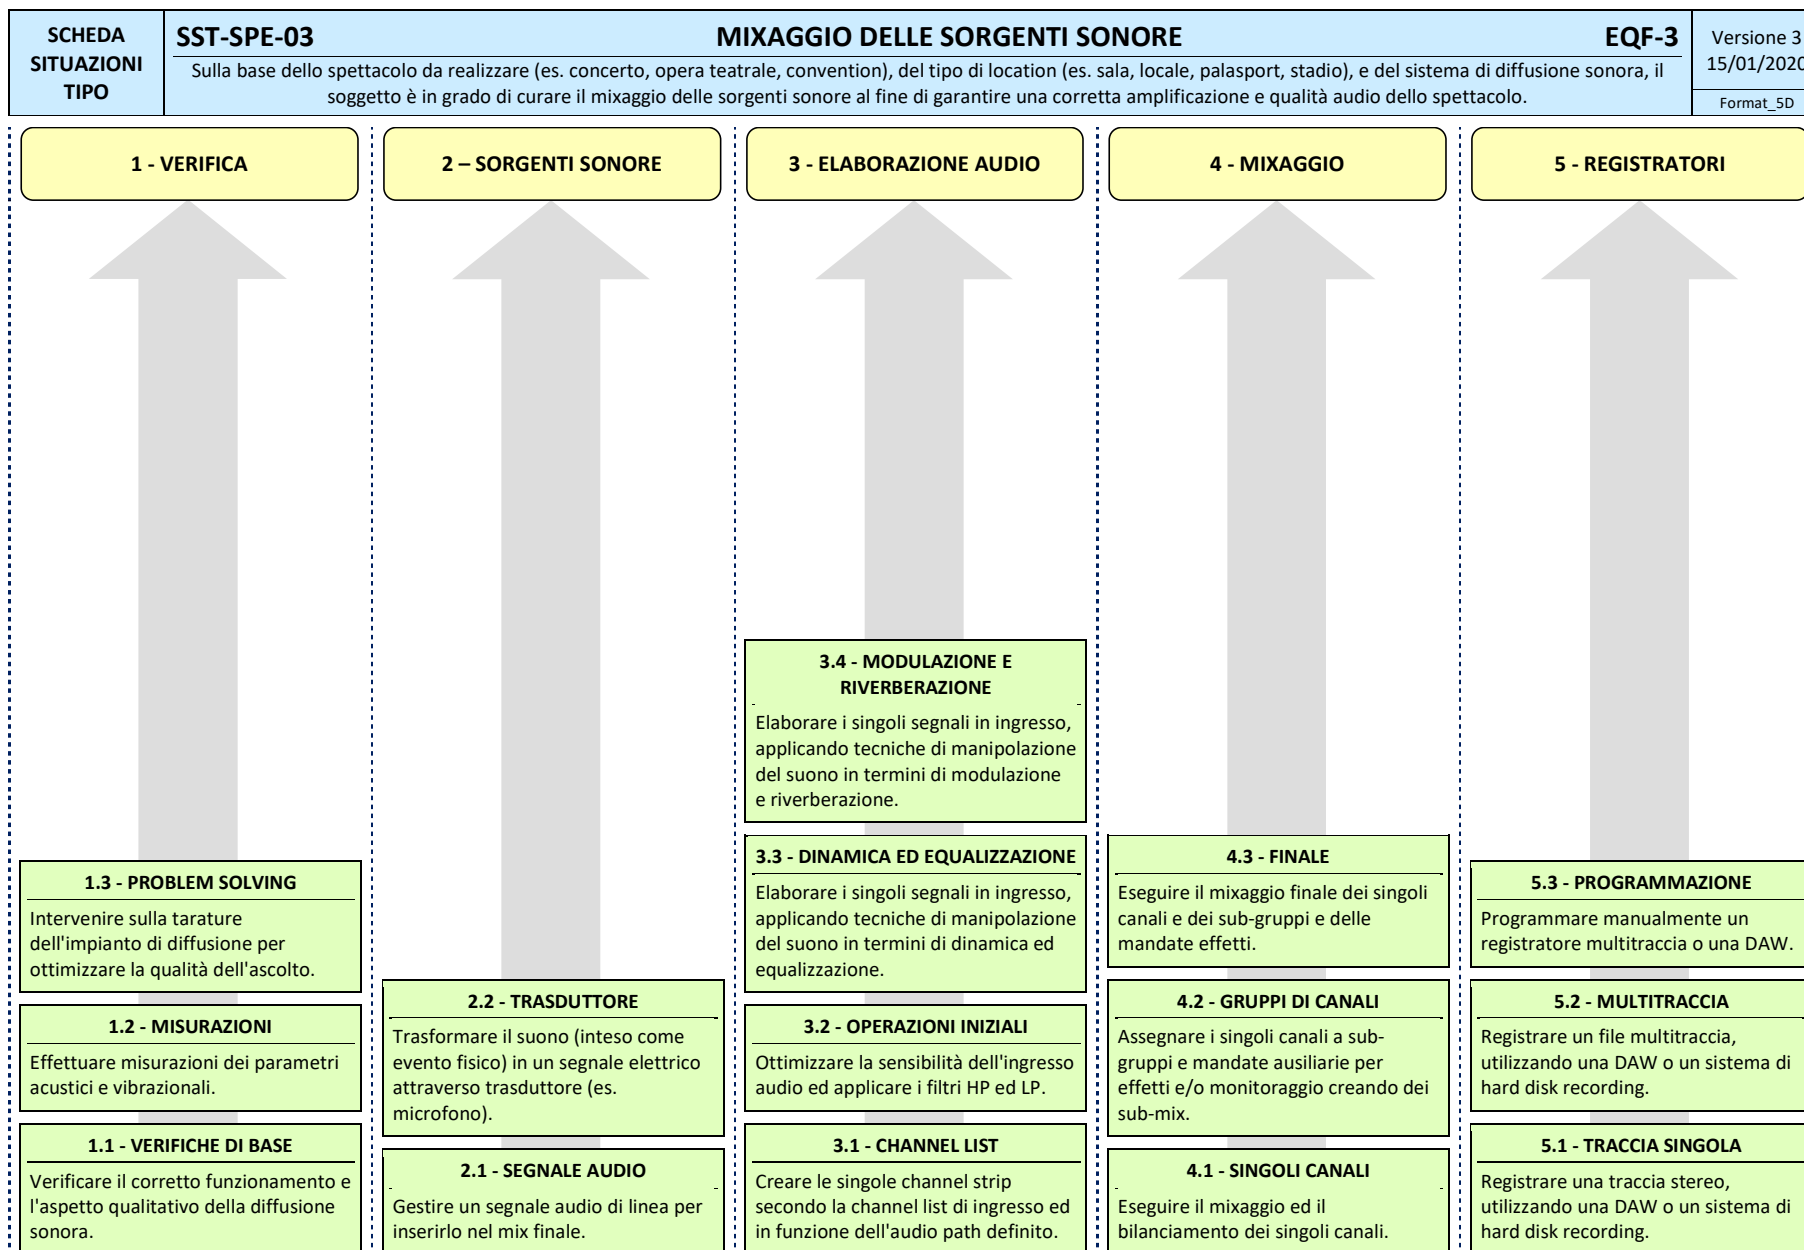 SCHEDA
SITUAZIONI
TIPO
SST-SPE-03
MIXAGGIO DELLE SORGENTI SONORE
EQF-3
Sulla base dello spettacolo da realizzare (es. concerto, opera teatrale, convention), del tipo di location (es. sala, locale, palasport, stadio), e del sistema di diffusione sonora, il
soggetto è in grado di curare il mixaggio delle sorgenti sonore al fine di garantire una corretta amplificazione e qualità audio dello spettacolo.
Versione 3
15/01/2020
Format_5D
1 - VERIFICA
2 – SORGENTI SONORE
3 - ELABORAZIONE AUDIO
4 - MIXAGGIO
5 - REGISTRATORI
1.3 - PROBLEM SOLVING
Intervenire sulla tarature
dell'impianto di diffusione per
ottimizzare la qualità dell'ascolto.
1.2 - MISURAZIONI
Effettuare misurazioni dei parametri
acustici e vibrazionali.
1.1 - VERIFICHE DI BASE
Verificare il corretto funzionamento e
l'aspetto qualitativo della diffusione
sonora.
2.2 - TRASDUTTORE
Trasformare il suono (inteso come
evento fisico) in un segnale elettrico
attraverso trasduttore (es.
microfono).
2.1 - SEGNALE AUDIO
Gestire un segnale audio di linea per
inserirlo nel mix finale.
3.4 - MODULAZIONE E
RIVERBERAZIONE
Elaborare i singoli segnali in ingresso,
applicando tecniche di manipolazione
del suono in termini di modulazione
e riverberazione.
3.3 - DINAMICA ED EQUALIZZAZIONE
Elaborare i singoli segnali in ingresso,
applicando tecniche di manipolazione
del suono in termini di dinamica ed
equalizzazione.
3.2 - OPERAZIONI INIZIALI
Ottimizzare la sensibilità dell'ingresso
audio ed applicare i filtri HP ed LP.
3.1 - CHANNEL LIST
Creare le singole channel strip
secondo la channel list di ingresso ed
in funzione dell'audio path definito.
4.3 - FINALE
Eseguire il mixaggio finale dei singoli
canali e dei sub-gruppi e delle
mandate effetti.
4.2 - GRUPPI DI CANALI
Assegnare i singoli canali a sub-
gruppi e mandate ausiliarie per
effetti e/o monitoraggio creando dei
sub-mix.
4.1 - SINGOLI CANALI
Eseguire il mixaggio ed il
bilanciamento dei singoli canali.
5.3 - PROGRAMMAZIONE
Programmare manualmente un
registratore multitraccia o una DAW.
5.2 - MULTITRACCIA
Registrare un file multitraccia,
utilizzando una DAW o un sistema di
hard disk recording.
5.1 - TRACCIA SINGOLA
Registrare una traccia stereo,
utilizzando una DAW o un sistema di
hard disk recording.